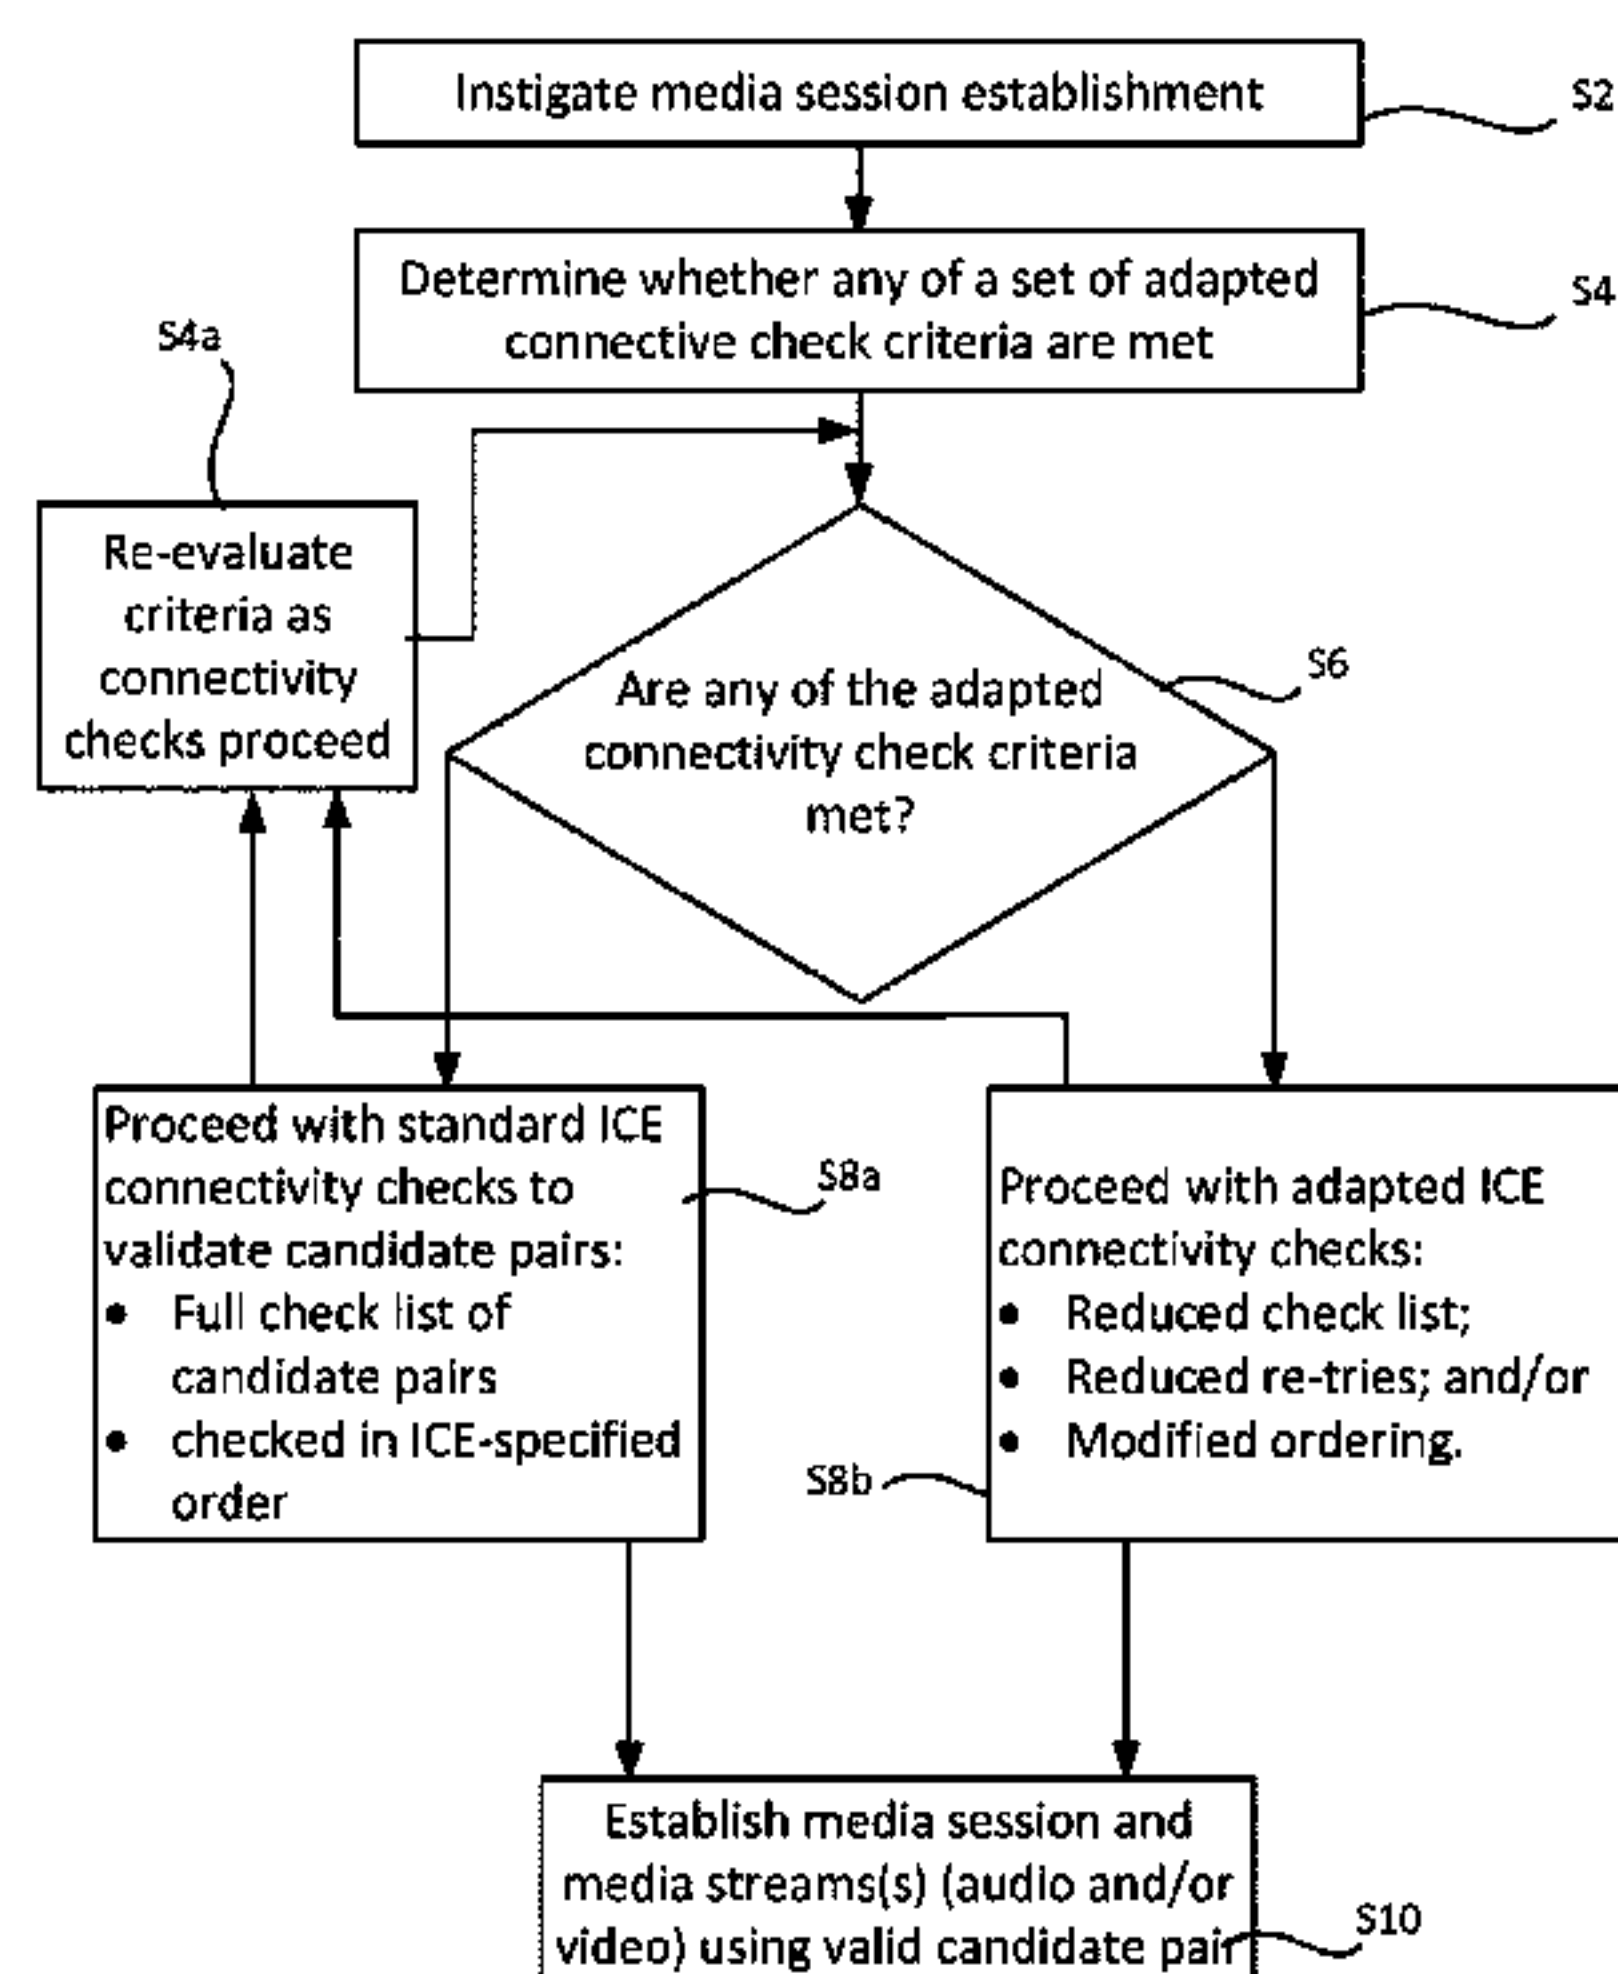 Instigate media session establishment
S2
Determine whether any of a set of adapted
connective check criteria are met
S4
S4a
Re-evaluate
criteria as
connectivity
checks proceed
Are any of the adapted
connectivity check criteria
met?
S6
Proceed with standard ICE
connectivity checks to
validate candidate pairs:
• Full check list of
candidate pairs
• checked in ICE-specified
order
S8a
Proceed with adapted ICE
connectivity checks:
• Reduced check list;
• Reduced re-tries; and/or
• Modified ordering.
S8b
Establish media session and
media streams(s) (audio and/or
video) using valid candidate pair
S10